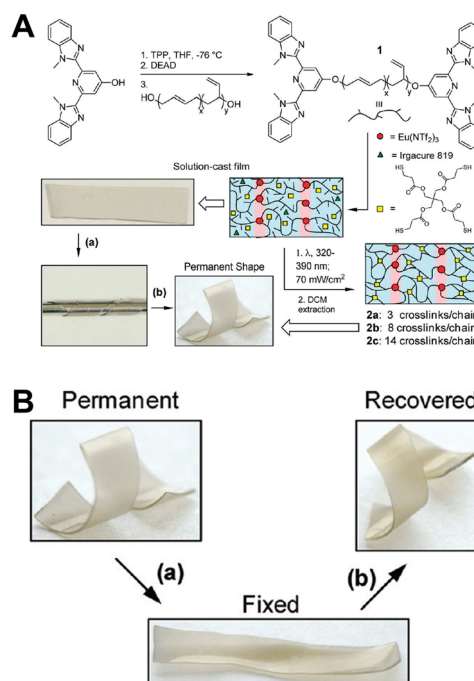 A
N
N
N
N
N
OH
1. TPP, THF, -76 °C
2. DEAD
3.
HO
x
y
OH
1
N
N
N
N
N
O
x
y
O
N
N
N
N
N
III
= Eu(NTf₂)₃
= Irgacure 819
Solution-cast film
(a)
(b)
Permanent Shape
1. λ, 320-
390 nm;
70 mW/cm²
2. DCM
extraction
HS
SH
O
O
O
O
O
O
O
O
HS
SH
=
2a: 3 crosslinks/chain
2b: 8 crosslinks/chain
2c: 14 crosslinks/chain
B
Permanent
Recovered
(a)
(b)
Fixed